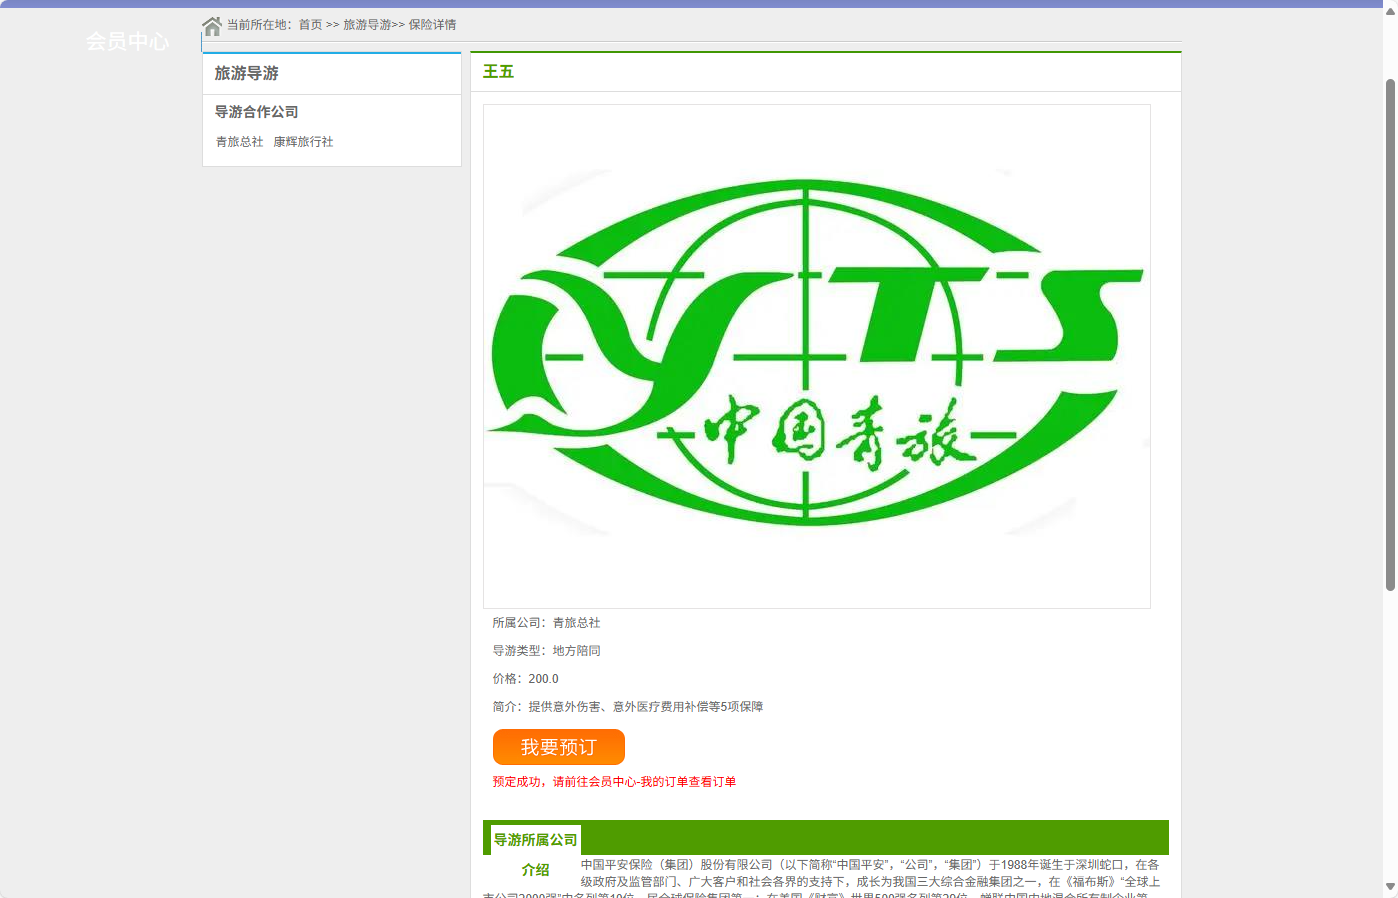 当前所在地：首页 >> 旅游导游>> 保险详情
会员中心
旅游导游
导游合作公司
青旅总社 康辉旅行社
王五
YTS
中国青旅
所属公司：青旅总社
导游类型：地方陪同
价格：200.0
简介：提供意外伤害、意外医疗费用补偿等5项保障
我要预订
预定成功，请前往会员中心-我的订单查看订单
导游所属公司
介绍
中国平安保险（集团）股份有限公司（以下简称“中国平安”，“公司”，“集团”）于1988年诞生于深圳蛇口，在各
级政府及监管部门、广大客户和社会各界的支持下，成长为我国三大综合金融集团之一，在《福布斯》“全球上